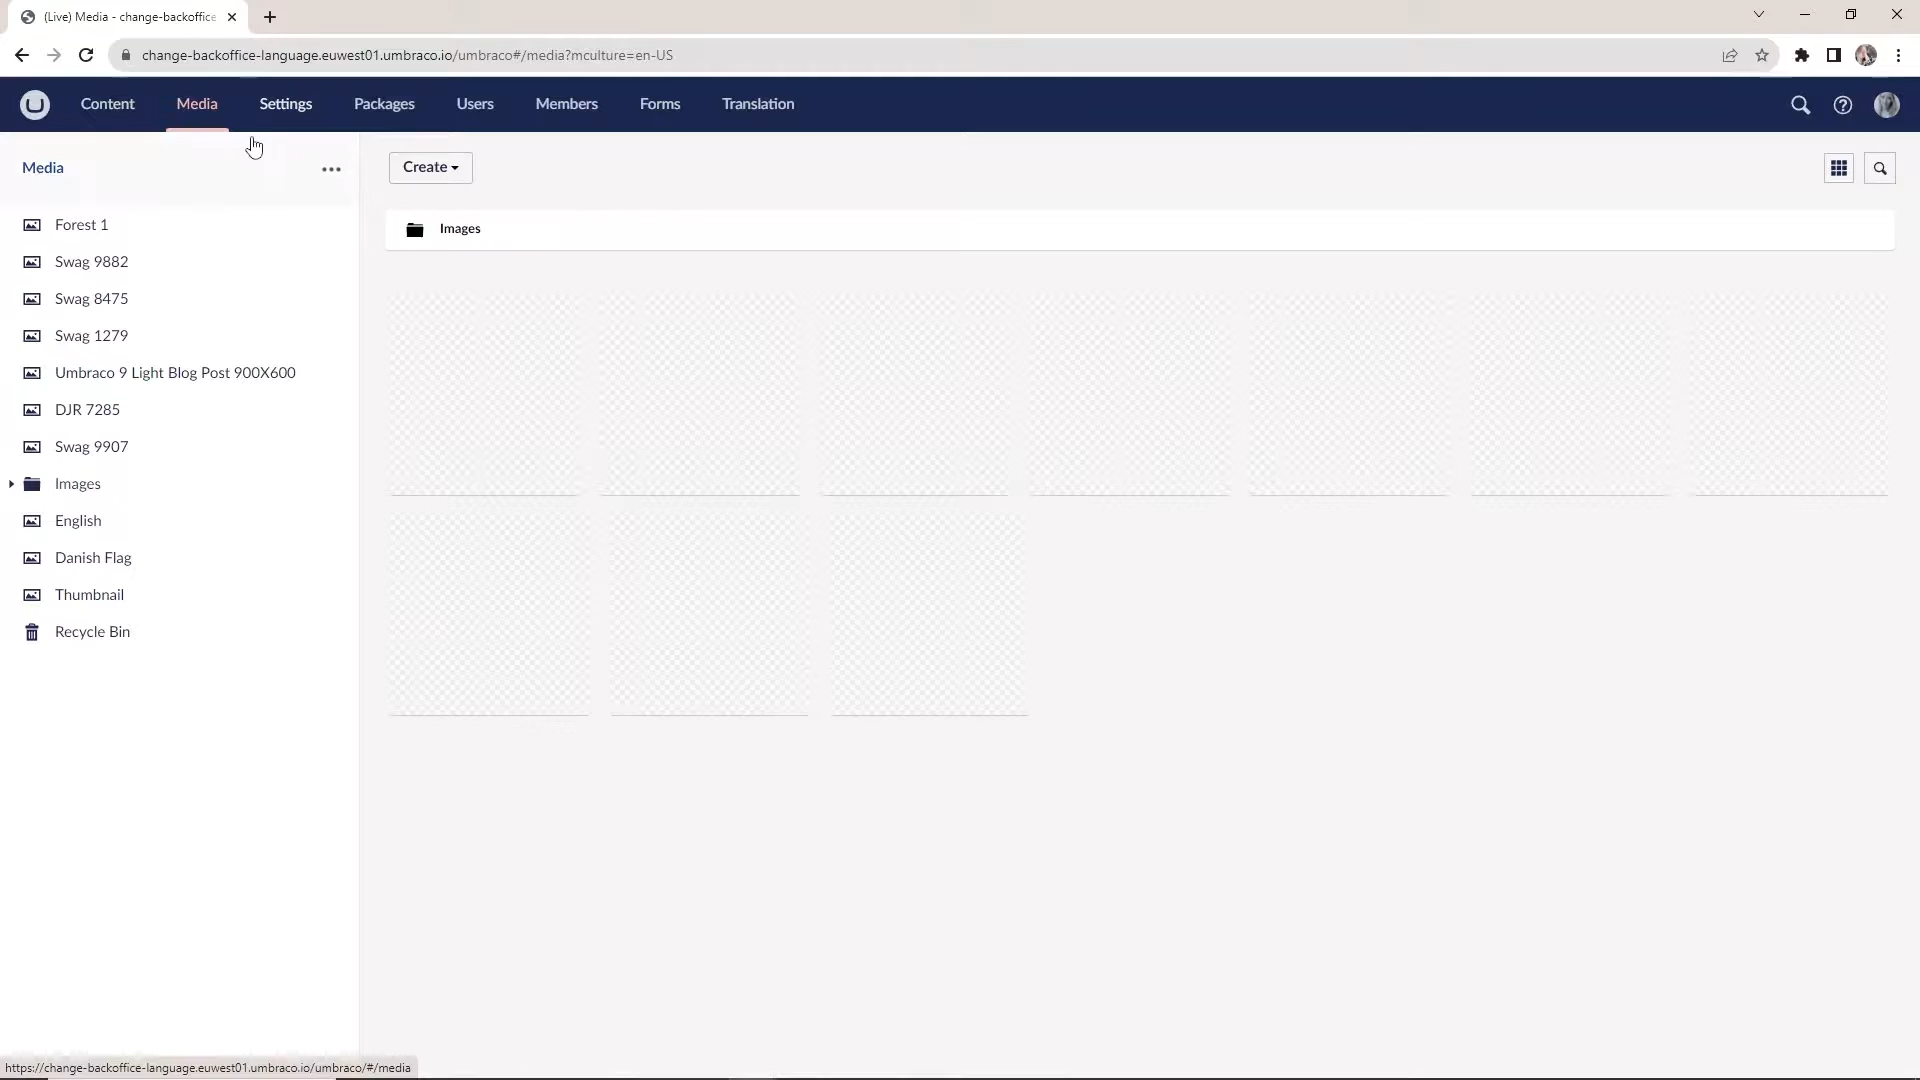 (Live) Media - change-backoffice
change-backoffice-language.euwest01.umbraco.io/umbraco#/media?mculture=en-US
Content Media Settings Packages Users Members Forms Translation
Media
Create
Images
Forest 1
Swag 9882
Swag 8475
Swag 1279
Umbraco 9 Light Blog Post 900X600
DJR 7285
Swag 9907
Images
English
Danish Flag
Thumbnail
Recycle Bin
https://change-backoffice-language.euwest01.umbraco.io/umbraco/#/media